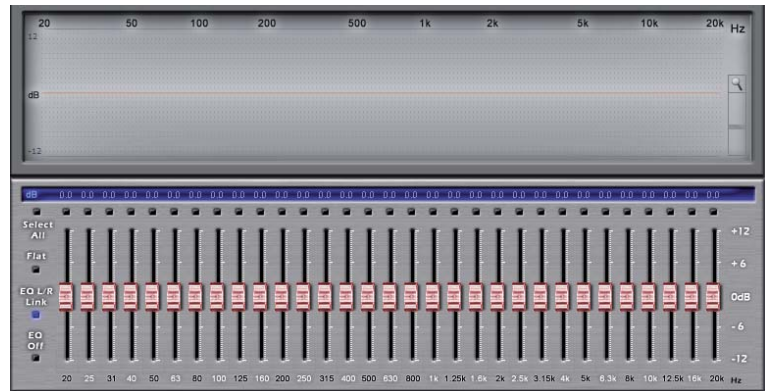 20 50 100 200 500 1k 2k 5k 10k 20k Hz
12
dB
-12
dB 0.0 0.0 0.0 0.0 0.0 0.0 0.0 0.0 0.0 0.0 0.0 0.0 0.0 0.0 0.0 0.0 0.0 0.0 0.0 0.0 0.0 0.0 0.0 0.0 0.0 0.0 0.0 0.0 0.0 0.0 0.0
Select
All
+12
Flat
+6
EQ L/R
Link
0dB
EQ
Off
-6
-12
20 25 31 40 50 63 80 100 125 160 200 250 315 400 500 630 800 1k 1.25k 1.6k 2k 2.5k 3.15k 4k 5k 6.3k 8k 10k 12.5k 16k 20k Hz